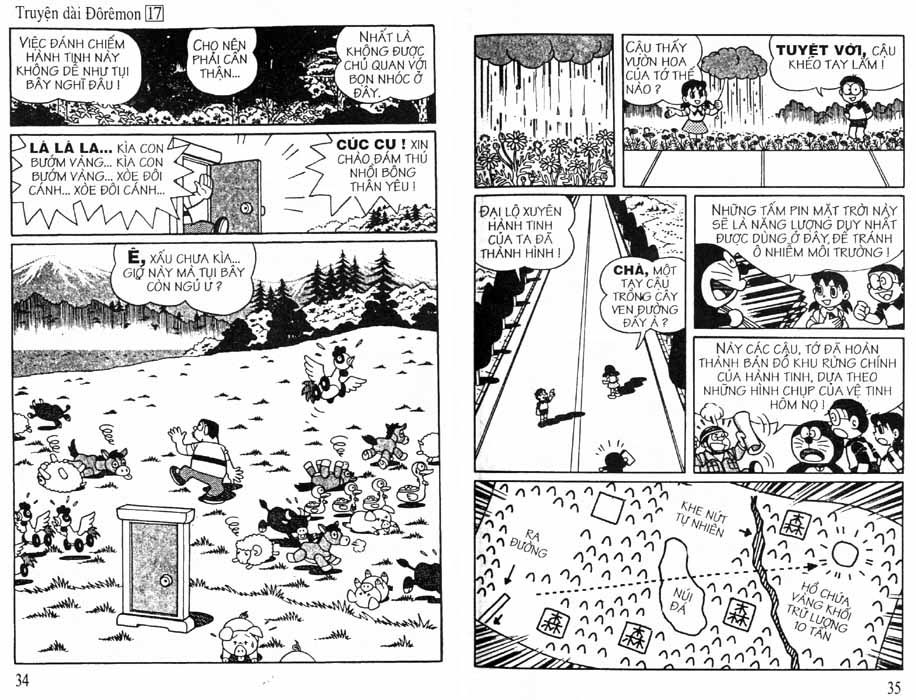 Truyện dài Đôrêmon 17
VIỆC ĐÁNH CHIẾM
HÀNH TINH NÀY
KHÔNG DỄ NHƯ TỤI
BÂY NGHĨ ĐÂU !
CHO NÊN
PHẢI CẨN
THẬN...
NHẤT LÀ
KHÔNG ĐƯỢC
CHỦ QUAN VỚI
BỌN NHÓC Ở
ĐÂY.
LÁ LÀ LA... KÌA CON
BƯỚM VÀNG... KÌA CON
BƯỚM VÀNG... XÒE ĐÔI
CÁNH... XÒE ĐÔI CÁNH...
CÚC CU ! XIN
CHÀO ĐÁM THÚ
NHỒI BÔNG
THÂN YÊU !
Ê, XẤU CHƯA KÌA...
GIỜ NÀY MÀ TỤI BÂY
CÒN NGỦ Ư ?
34
CẬU THẤY
VƯỜN HOA
CỦA TỚ THẾ
NÀO ?
TUYỆT VỜI, CẬU
KHÉO TAY LẮM !
ĐẠI LỘ XUYÊN
HÀNH TINH
CỦA TA ĐÃ
THÀNH HÌNH !
CHÀ, MỘT
TAY CẬU
TRỒNG CÂY
VEN ĐƯỜNG
ĐẤY À ?
NHỮNG TẤM PIN MẶT TRỜI NÀY
SẼ LÀ NĂNG LƯỢNG DUY NHẤT
ĐƯỢC DÙNG Ở ĐÂY, ĐỂ TRÁNH
Ô NHIỄM MÔI TRƯỜNG !
NÀY CÁC CẬU, TỚ ĐÃ HOÀN
THÀNH BẢN ĐỒ KHU RỪNG CHÍNH
CỦA HÀNH TINH, DỰA THEO
NHỮNG HÌNH CHỤP CỦA VỆ TINH
HÔM NỌ !
RA
ĐƯỜNG
KHE NỨT
TỰ NHIÊN
NÚI
ĐÁ
HỒ CHỨA
VÀNG KHỐI
TRỮ LƯỢNG
10 TẤN
森
森
森
森
35